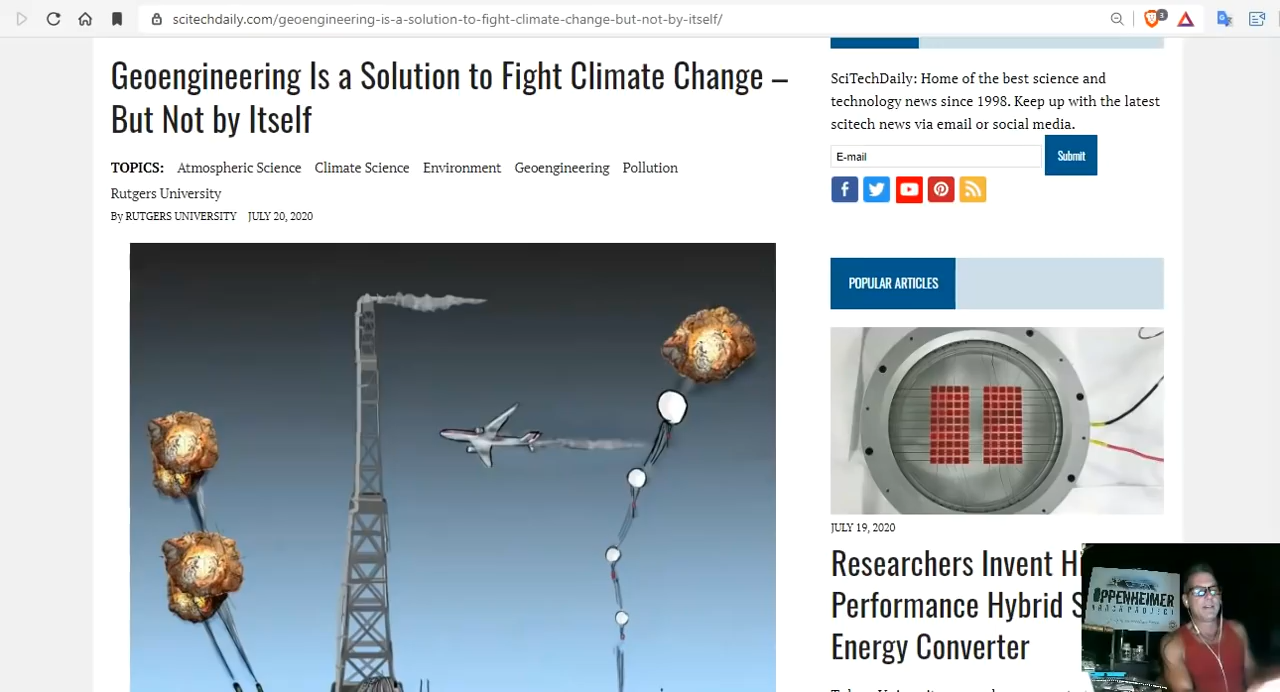 scitechdaily.com/geoengineering-is-a-solution-to-fight-climate-change-but-not-by-itself/
3
Geoengineering Is a Solution to Fight Climate Change –
But Not by Itself
TOPICS: Atmospheric Science Climate Science Environment Geoengineering Pollution
Rutgers University
By RUTGERS UNIVERSITY JULY 20, 2020
SciTechDaily: Home of the best science and
technology news since 1998. Keep up with the latest
scitech news via email or social media.
E-mail
Submit
POPULAR ARTICLES
JULY 19, 2020
Researchers Invent
Performance Hybrid
Energy Converter
OPPENHEIMER
PROJECT